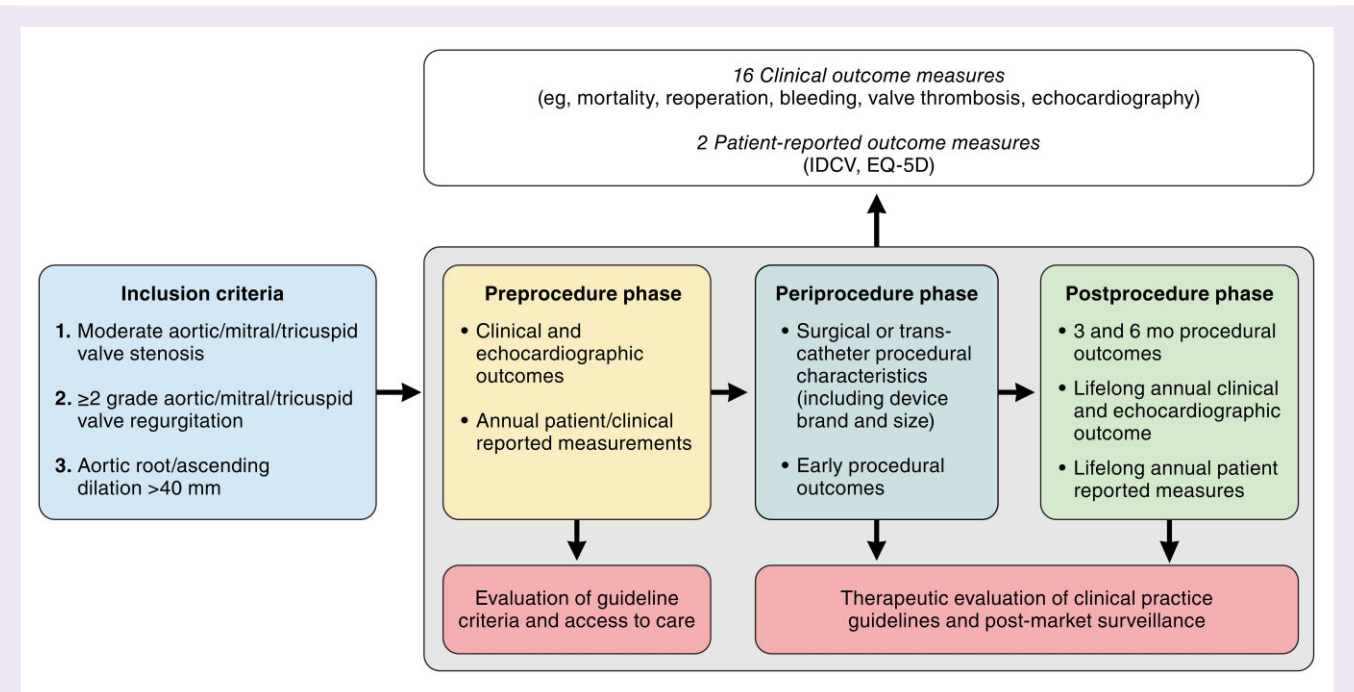 16 Clinical outcome measures
(eg, mortality, reoperation, bleeding, valve thrombosis, echocardiography)
2 Patient-reported outcome measures
(IDCV, EQ-5D)
Inclusion criteria
1. Moderate aortic/mitral/tricuspid
valve stenosis
2. ≥2 grade aortic/mitral/tricuspid
valve regurgitation
3. Aortic root/ascending
dilation >40 mm
Preprocedure phase
• Clinical and
echocardiographic
outcomes
• Annual patient/clinical
reported measurements
Periprocedure phase
• Surgical or trans-
catheter procedural
characteristics
(including device
brand and size)
• Early procedural
outcomes
Postprocedure phase
• 3 and 6 mo procedural
outcomes
• Lifelong annual clinical
and echocardiographic
outcome
• Lifelong annual patient
reported measures
Evaluation of guideline
criteria and access to care
Therapeutic evaluation of clinical practice
guidelines and post-market surveillance